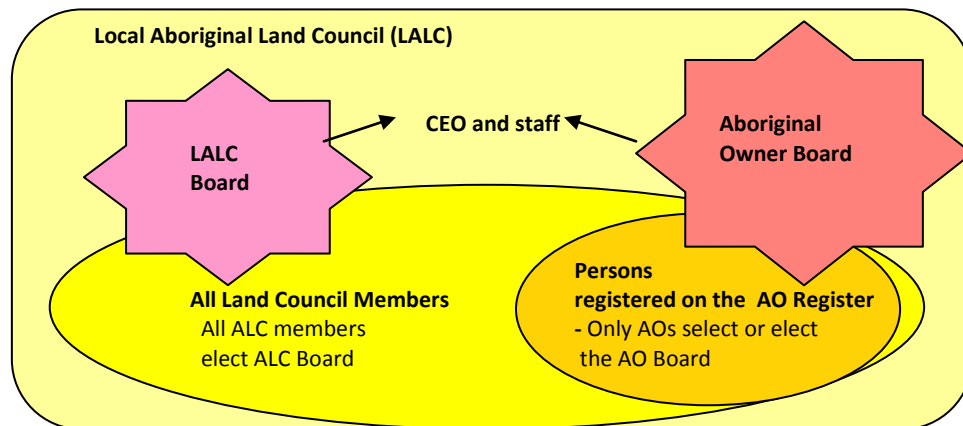 Local Aboriginal Land Council (LALC)
CEO and staff
LALC
Board
Aboriginal
Owner Board
All Land Council Members
All ALC members
elect ALC Board
Persons
registered on the AO Register
- Only AOs select or elect
the AO Board